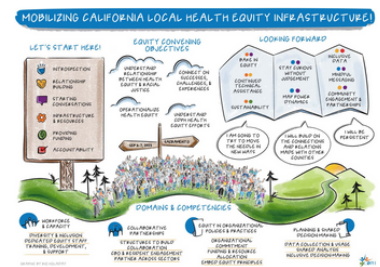 MOBILIZING CALIFORNIA LOCAL HEALTH EQUITY INFRASTRUCTURE!
LET'S START HERE!
INTROSPECTION
RELATIONSHIP
BUILDING
STARTING
CONVERSATIONS
INFRASTRUCTURE
& RESOURCES
PROVIDING
FUNDING
ACCOUNTABILITY
EQUITY CONVENING
OBJECTIVES
UNDERSTAND
RELATIONSHIP
BETWEEN HEALTH
EQUITY & RACIAL
JUSTICE
CONNECT ON
SUCCESSES,
CHALLENGES, &
EXPERIENCES
OPERATIONALIZE
HEALTH EQUITY
UNDERSTAND
CDPH HEALTH
EQUITY EFFORTS
SACRAMENTO
LOOKING FORWARD
BAKE IN
EQUITY
CONTINUED
TECHNICAL
ASSISTANCE
SUSTAINABILITY
STAY CURIOUS
WITHOUT
JUDGEMENT
MAP POWER
DYNAMICS
INCLUSIVE
DATA
MINDFUL
MESSAGING
COMMUNITY
ENGAGEMENT &
PARTNERSHIPS
I AM GOING TO
TRY TO MOVE
THE NEEDLE IN
NEW WAYS
I WILL BUILD ON
THE CONNECTIONS
AND RELATIONS
MADE WITH OTHER
COUNTIES
I WILL BE
PERSISTENT
DOMAINS & COMPETENCIES
WORKFORCE
& CAPACITY
DIVERSITY & INCLUSION
DEDICATED EQUITY STAFF
TRAINING, DEVELOPMENT,
& SUPPORT
COLLABORATIVE
PARTNERSHIPS
STRUCTURES TO BUILD
COLLABORATION
CBO & RESIDENT ENGAGEMENT
PARTNER ACROSS SECTORS
EQUITY IN ORGANIZATIONAL
POLICIES & PRACTICES
ORGANIZATIONAL
COMMITMENT
FUNDING & RESOURCE
ALLOCATION
EMBED EQUITY PRINCIPLES
PLANNING & SHARED
DECISIONMAKING
DATA COLLECTION & USAGE
SHARED ANALYSIS
INCLUSIVE DECISIONMAKING